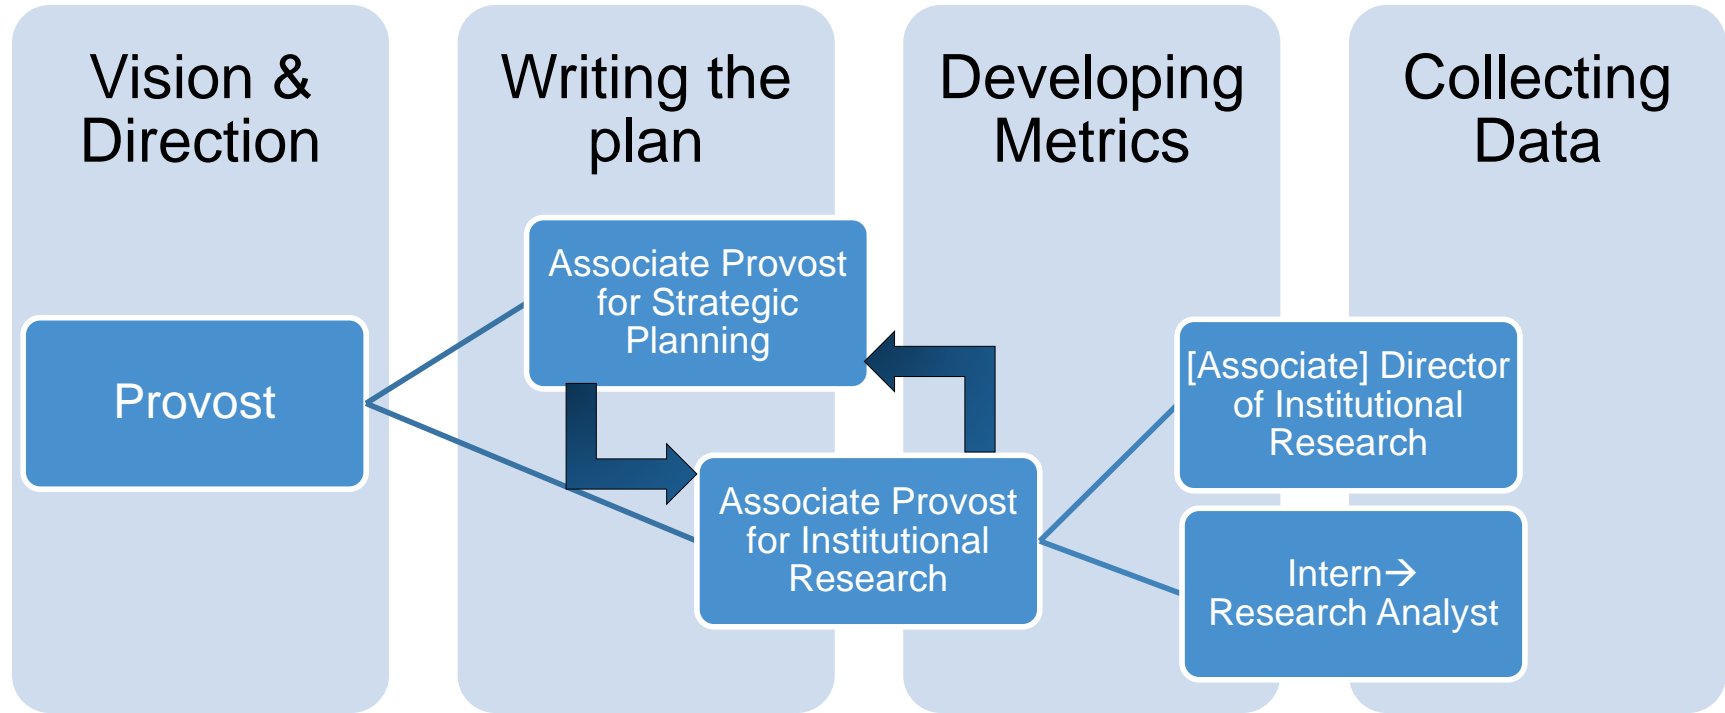 Vision &
Direction
Writing the
plan
Developing
Metrics
Collecting
Data
Provost
Associate Provost
for Strategic
Planning
Associate Provost
for Institutional
Research
[Associate] Director
of Institutional
Research
Intern→
Research Analyst